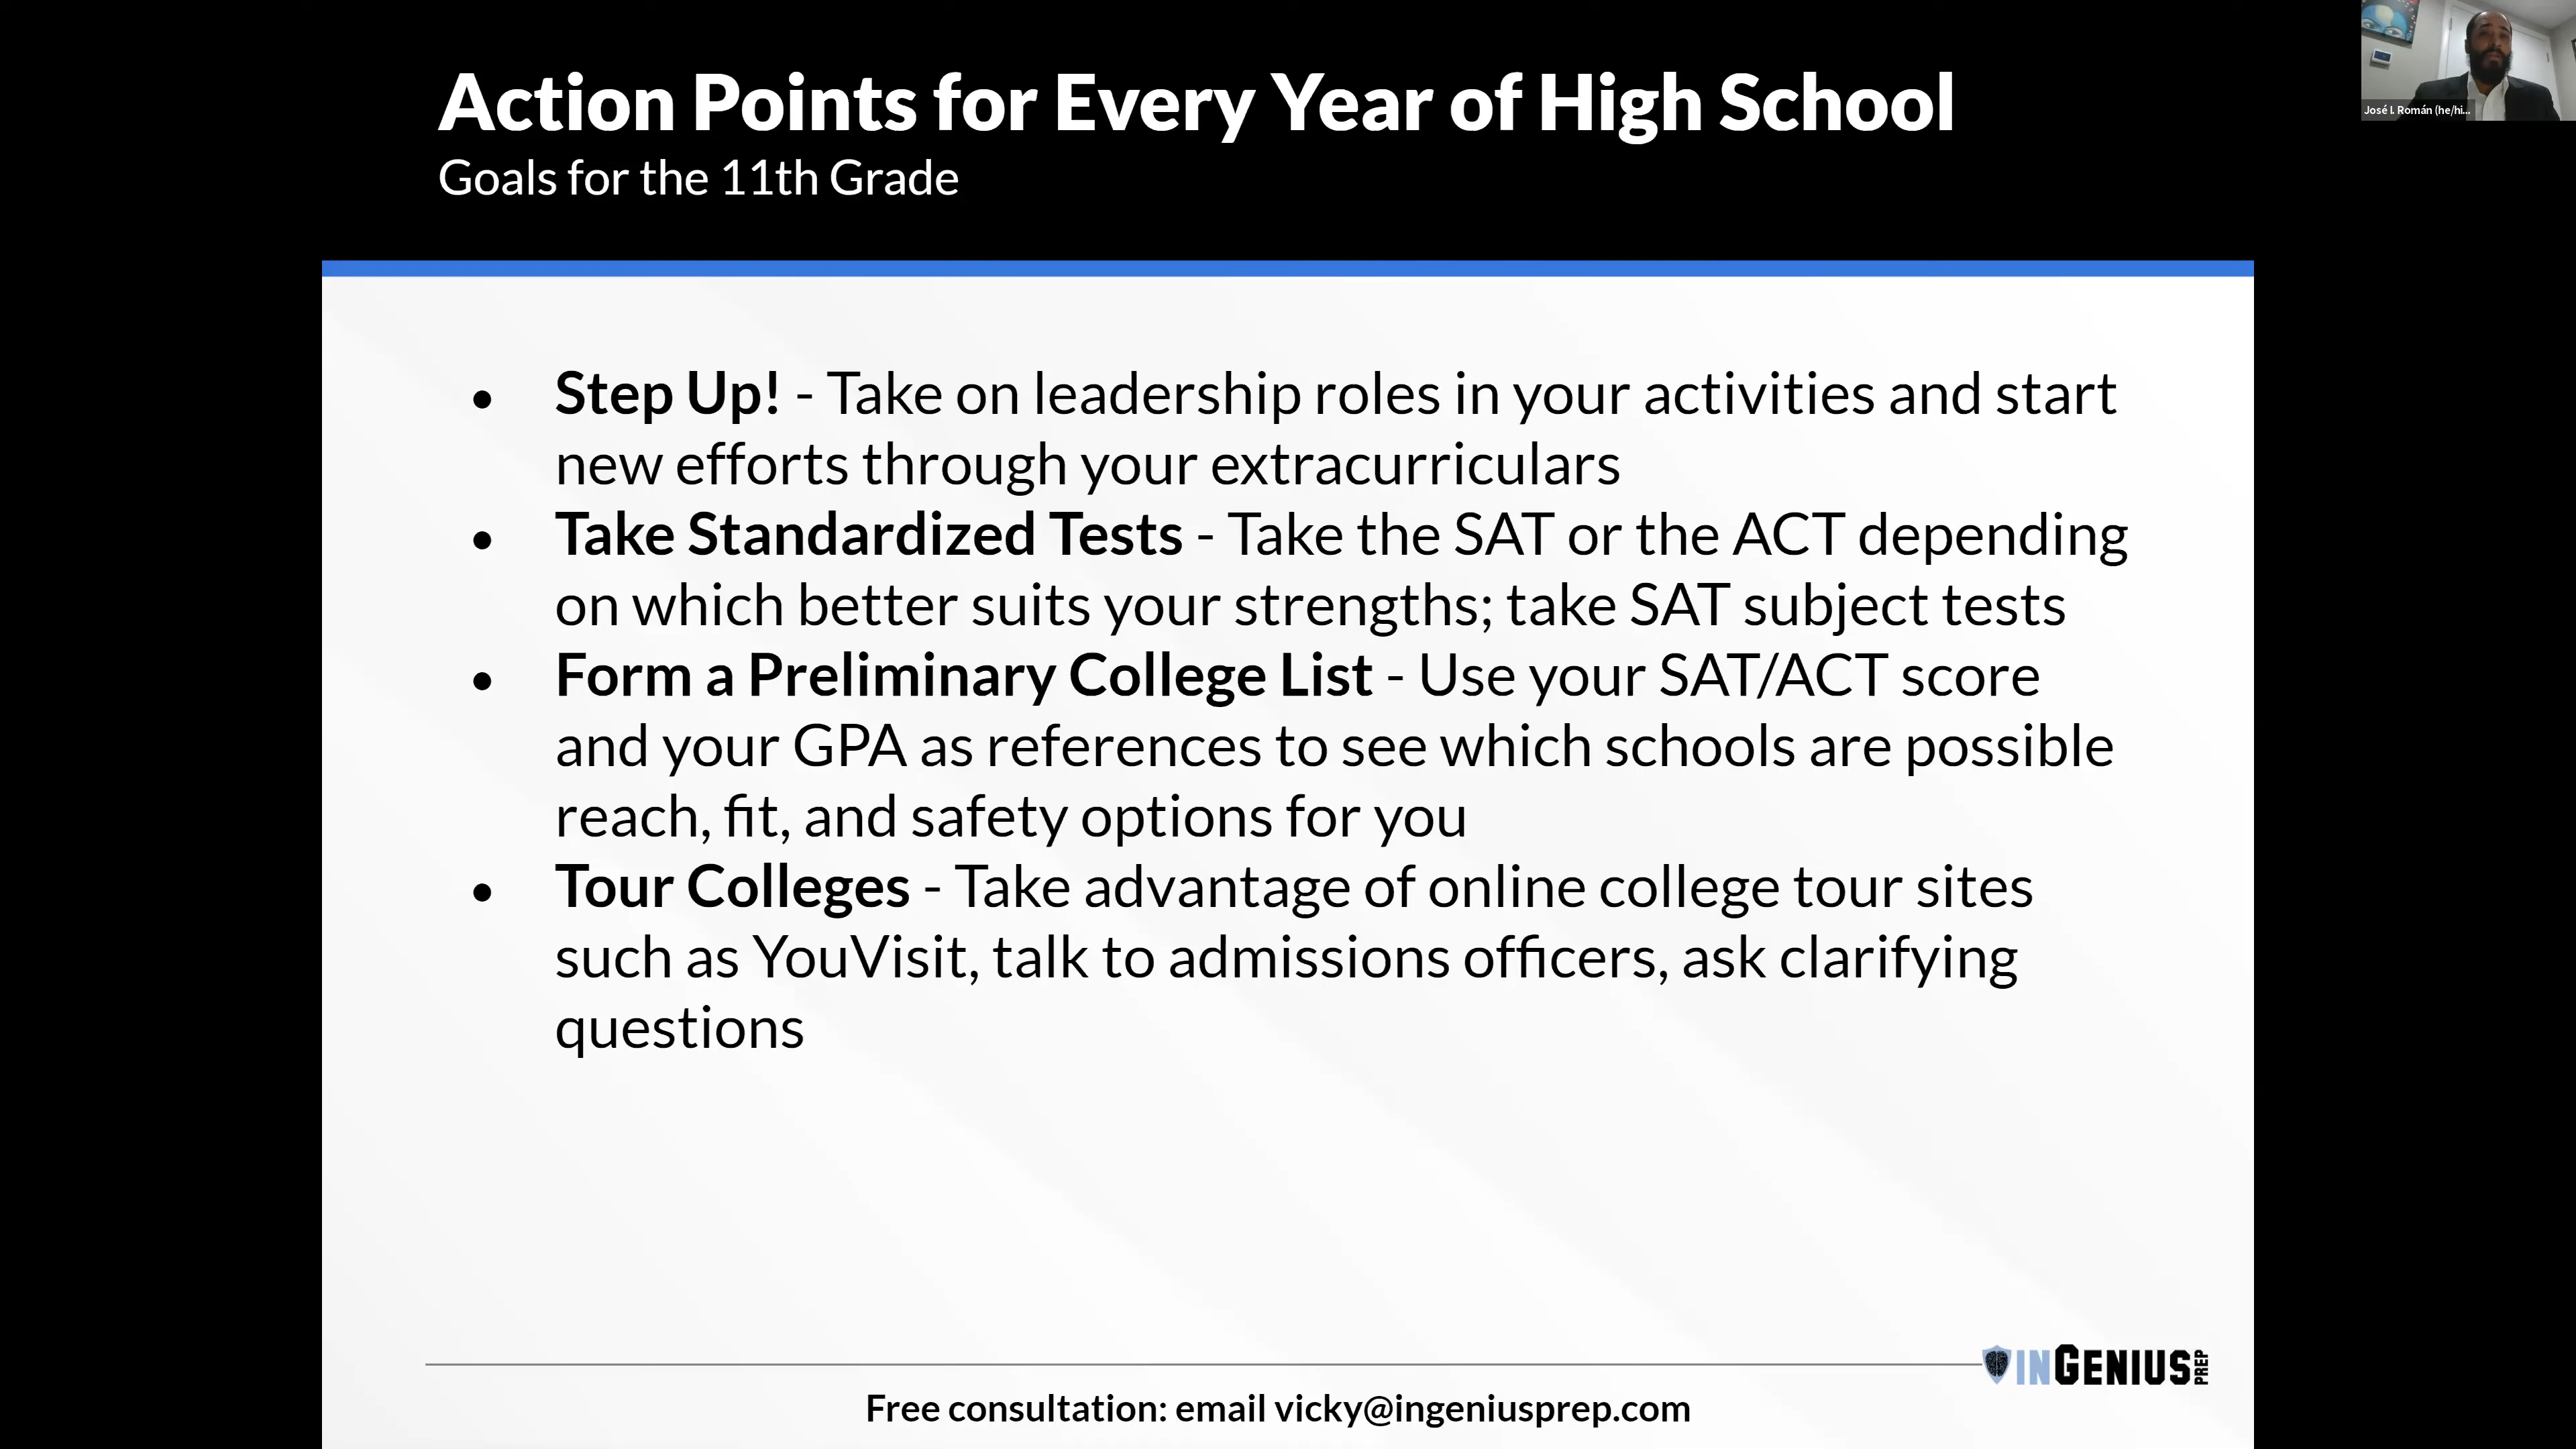 Action Points for Every Year of High School
Goals for the 11th Grade
José I. Román (he/hi...
• Step Up! - Take on leadership roles in your activities and start
new efforts through your extracurriculars
• Take Standardized Tests - Take the SAT or the ACT depending
on which better suits your strengths; take SAT subject tests
• Form a Preliminary College List - Use your SAT/ACT score
and your GPA as references to see which schools are possible
reach, fit, and safety options for you
• Tour Colleges - Take advantage of online college tour sites
such as YouVisit, talk to admissions officers, ask clarifying
questions
INGENIUS PREP
Free consultation: email vicky@ingeniusprep.com